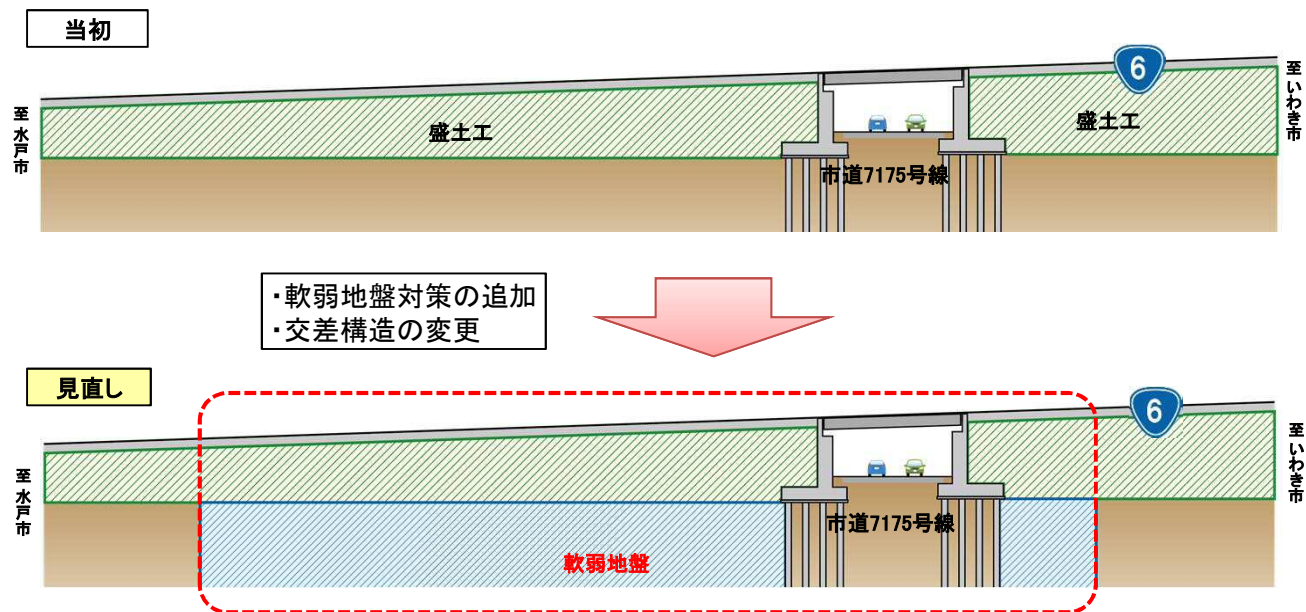 当初
6
至水戸市
至いわき市
盛土工
盛土工
市道7175号線
・軟弱地盤対策の追加
・交差構造の変更
見直し
6
至水戸市
至いわき市
市道7175号線
軟弱地盤